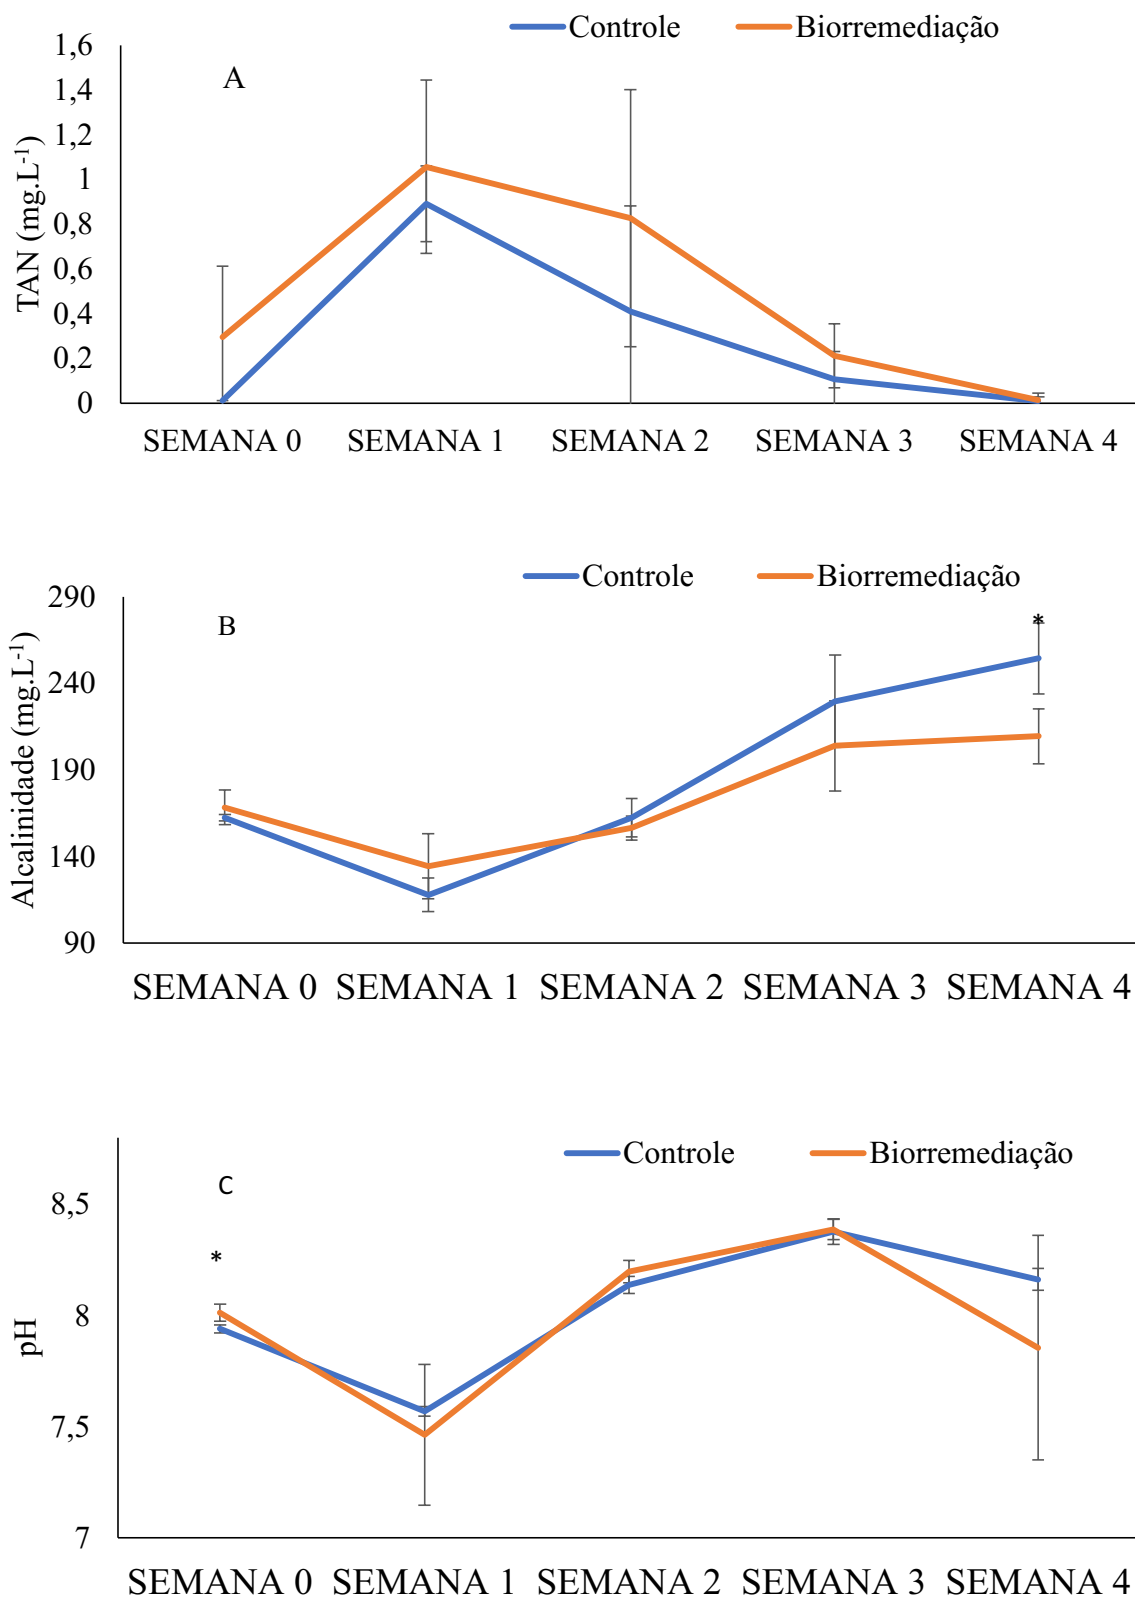 Controle Biorremediação
A
TAN (mg.L-1)
1,6
1,4
1,2
1
0,8
0,6
0,4
0,2
0
SEMANA 0 SEMANA 1 SEMANA 2 SEMANA 3 SEMANA 4
Controle Biorremediação
B
*
Alcalinidade (mg.L-1)
290
240
190
140
90
SEMANA 0 SEMANA 1 SEMANA 2 SEMANA 3 SEMANA 4
Controle Biorremediação
C
*
pH
8,5
8
7,5
7
SEMANA 0 SEMANA 1 SEMANA 2 SEMANA 3 SEMANA 4